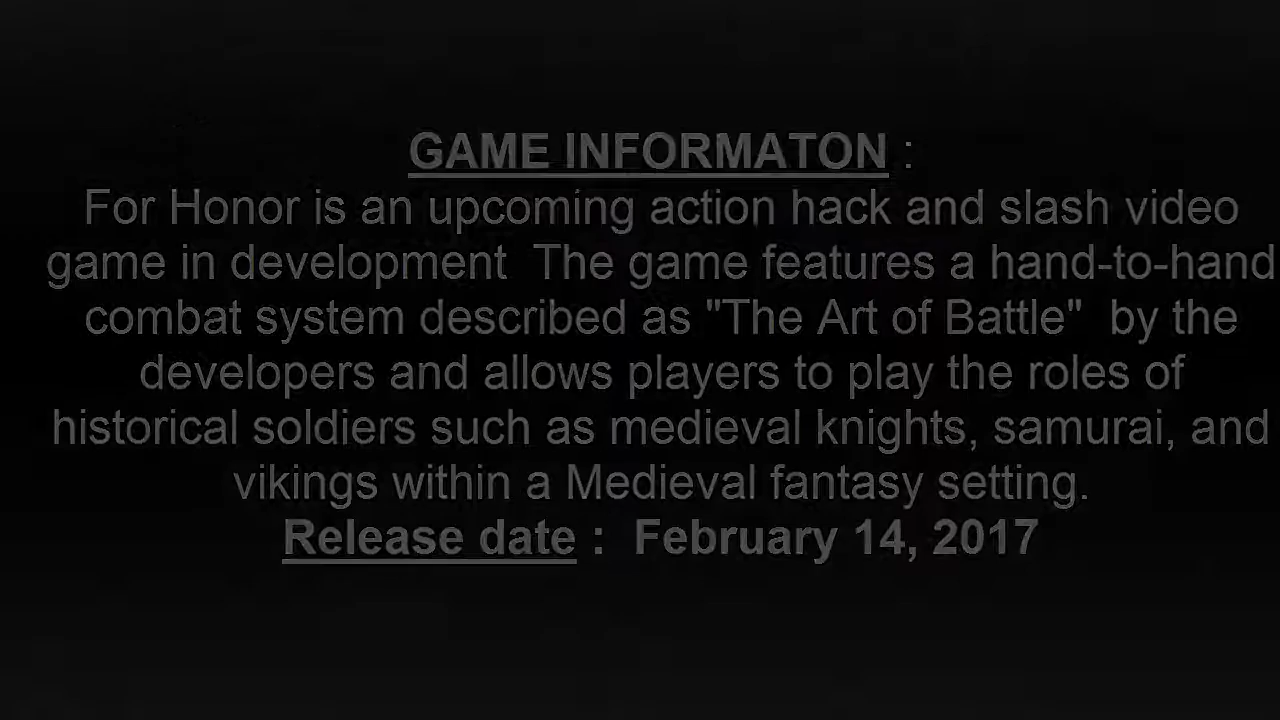 GAME INFORMATON :
For Honor is an upcoming action hack and slash video
game in development  The game features a hand-to-hand
combat system described as "The Art of Battle"  by the
developers and allows players to play the roles of
historical soldiers such as medieval knights, samurai, and
vikings within a Medieval fantasy setting.
Release date :  February 14, 2017